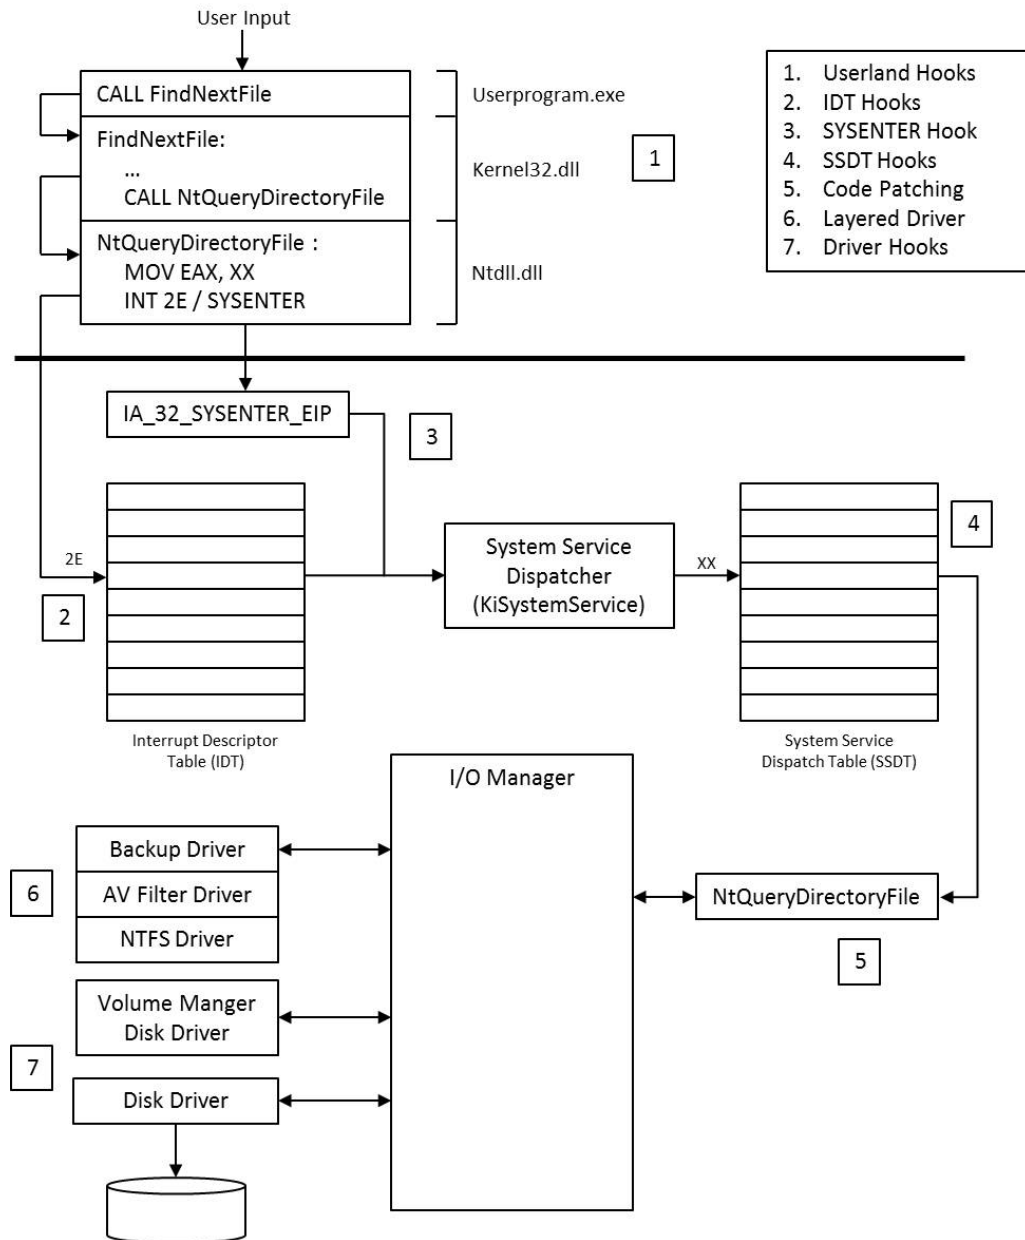 User Input
CALL FindNextFile
Userprogram.exe
FindNextFile:
...
CALL NtQueryDirectoryFile
Kernel32.dll
1
NtQueryDirectoryFile :
MOV EAX, XX
INT 2E / SYSENTER
Ntdll.dll
1. Userland Hooks
2. IDT Hooks
3. SYSENTER Hook
4. SSDT Hooks
5. Code Patching
6. Layered Driver
7. Driver Hooks
IA_32_SYSENTER_EIP
3
2E
2
Interrupt Descriptor
Table (IDT)
System Service
Dispatcher
(KiSystemService)
XX
4
System Service
Dispatch Table (SSDT)
I/O Manager
Backup Driver
AV Filter Driver
NTFS Driver
6
NtQueryDirectoryFile
5
Volume Manger
Disk Driver
7
Disk Driver